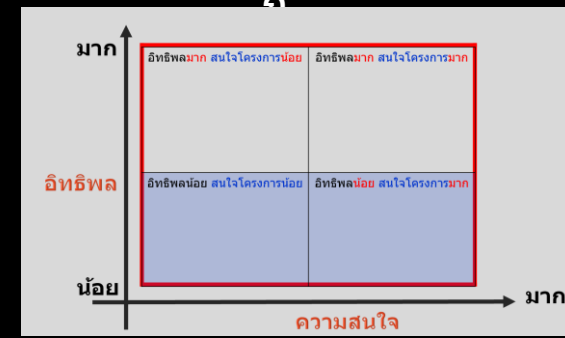 มาก
อิทธิพลมาก สนใจโครงการน้อย
อิทธิพลมาก สนใจโครงการมาก
อิทธิพล
อิทธิพลน้อย สนใจโครงการน้อย
อิทธิพลน้อย สนใจโครงการมาก
น้อย
มาก
ความสนใจ